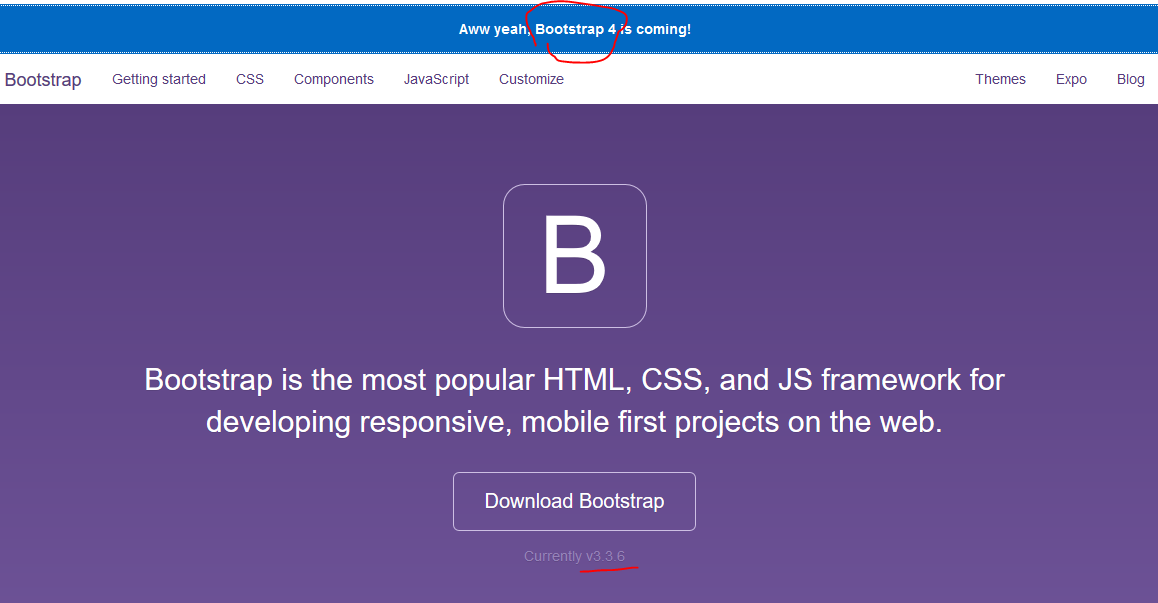 Aww yeah, Bootstrap 4 is coming!
Bootstrap Getting started CSS Components JavaScript Customize Themes Expo Blog
B
Bootstrap is the most popular HTML, CSS, and JS framework for
developing responsive, mobile first projects on the web.
Download Bootstrap
Currently v3.3.6